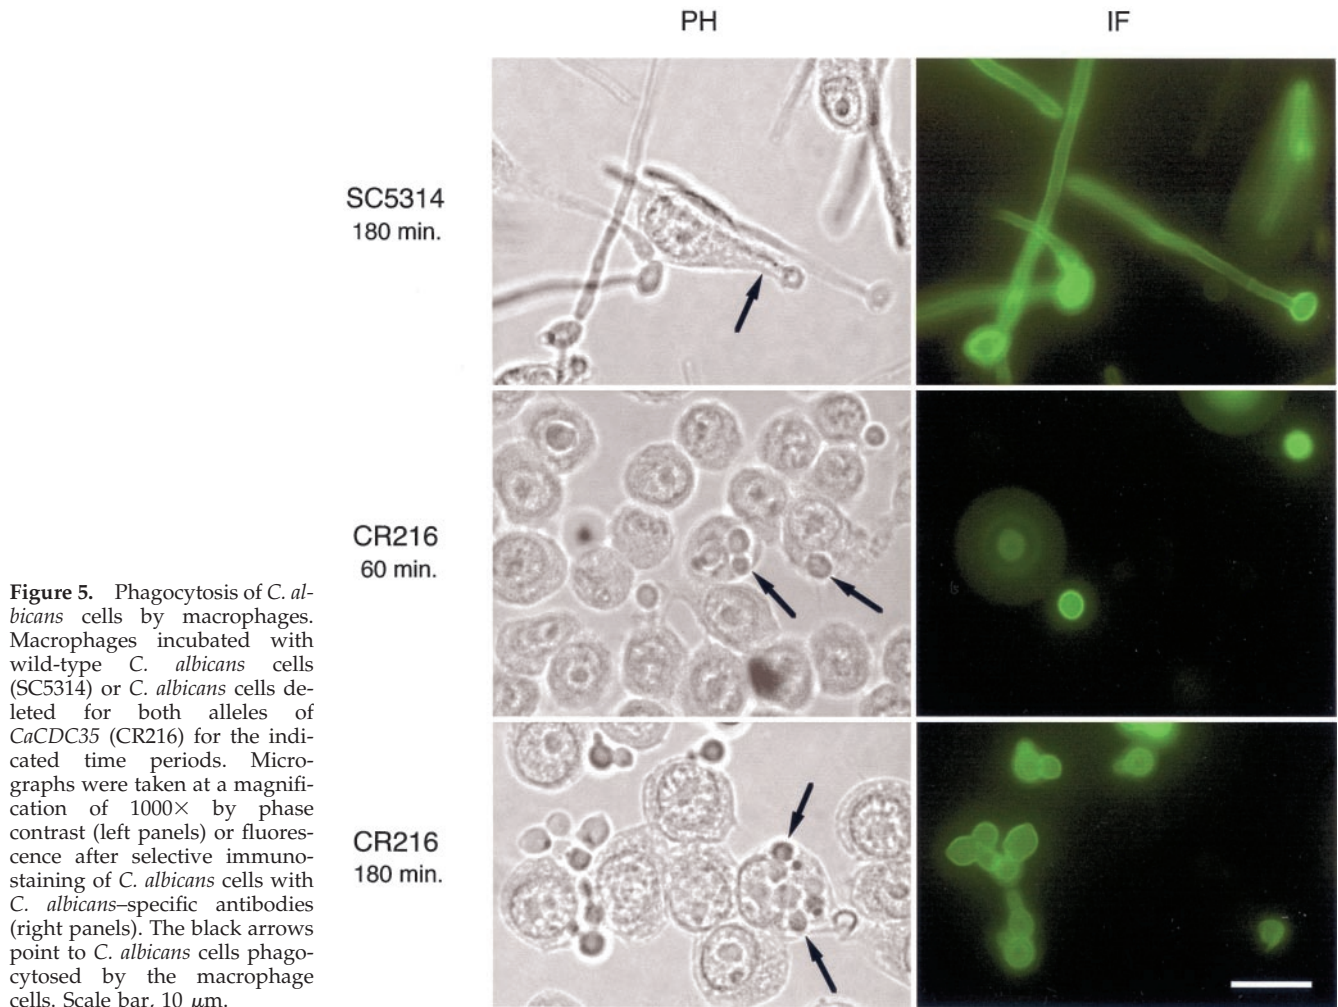 PH
IF
SC5314
180 min.
CR216
60 min.
CR216
180 min.
Figure 5. Phagocytosis of C. al-
bicans cells by macrophages.
Macrophages incubated with
wild-type C. albicans cells
(SC5314) or C. albicans cells de-
leted for both alleles of
CaCDC35 (CR216) for the indi-
cated time periods. Micro-
graphs were taken at a magnifi-
cation of 1000× by phase
contrast (left panels) or fluores-
cence after selective immuno-
staining of C. albicans cells with
C. albicans–specific antibodies
(right panels). The black arrows
point to C. albicans cells phago-
cytosed by the macrophage
cells. Scale bar, 10 μm.